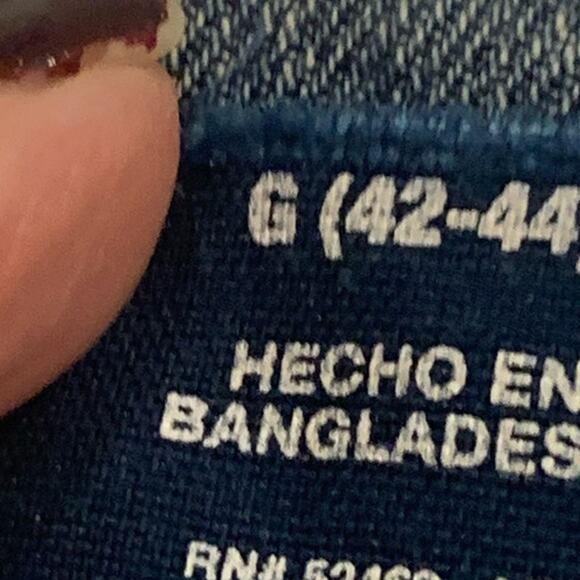 G (42-44)
HECHO EN
BANGLADES
RN#